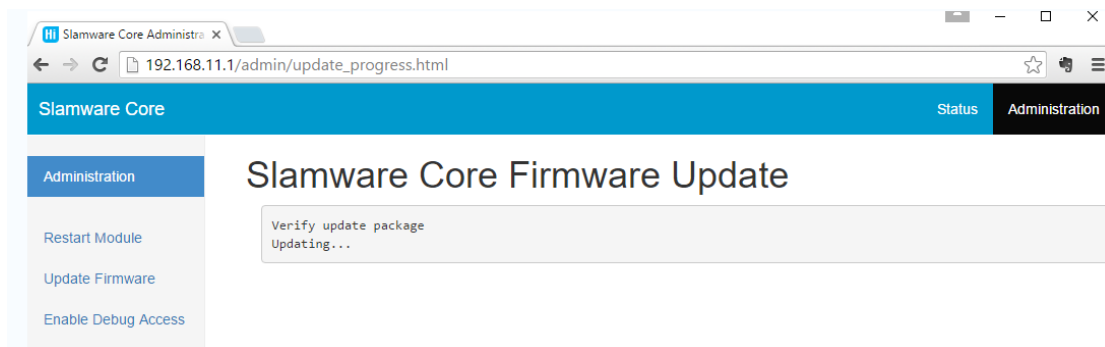 Hi Slamware Core Administra
192.168.11.1/admin/update_progress.html
Slamware Core
Status
Administration
Administration
Slamware Core Firmware Update
Verify update package
Updating...
Restart Module
Update Firmware
Enable Debug Access